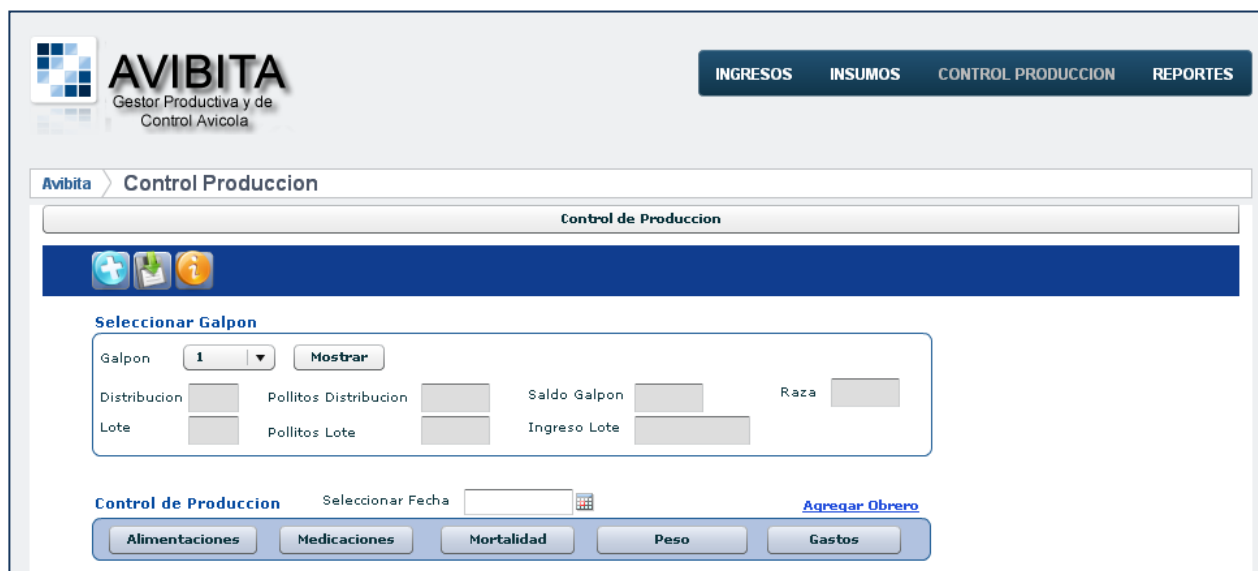 AVIBITA
Gestor Productiva y de
Control Avicola
INGRESOS INSUMOS CONTROL PRODUCCION REPORTES
Avibita Control Produccion
Control de Produccion
Seleccionar Galpon
Galpon 1 Mostrar
Distribucion Pollitos Distribucion Saldo Galpon Raza
Lote Pollitos Lote Ingreso Lote
Control de Produccion Seleccionar Fecha Agregar Obrero
Alimentaciones Medicaciones Mortalidad Peso Gastos